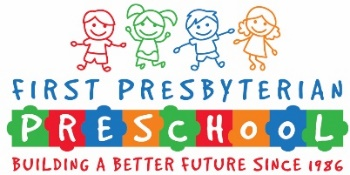 FIRST PRESBYTERIAN
PRESCHOOL
BUILDING A BETTER FUTURE SINCE 1986